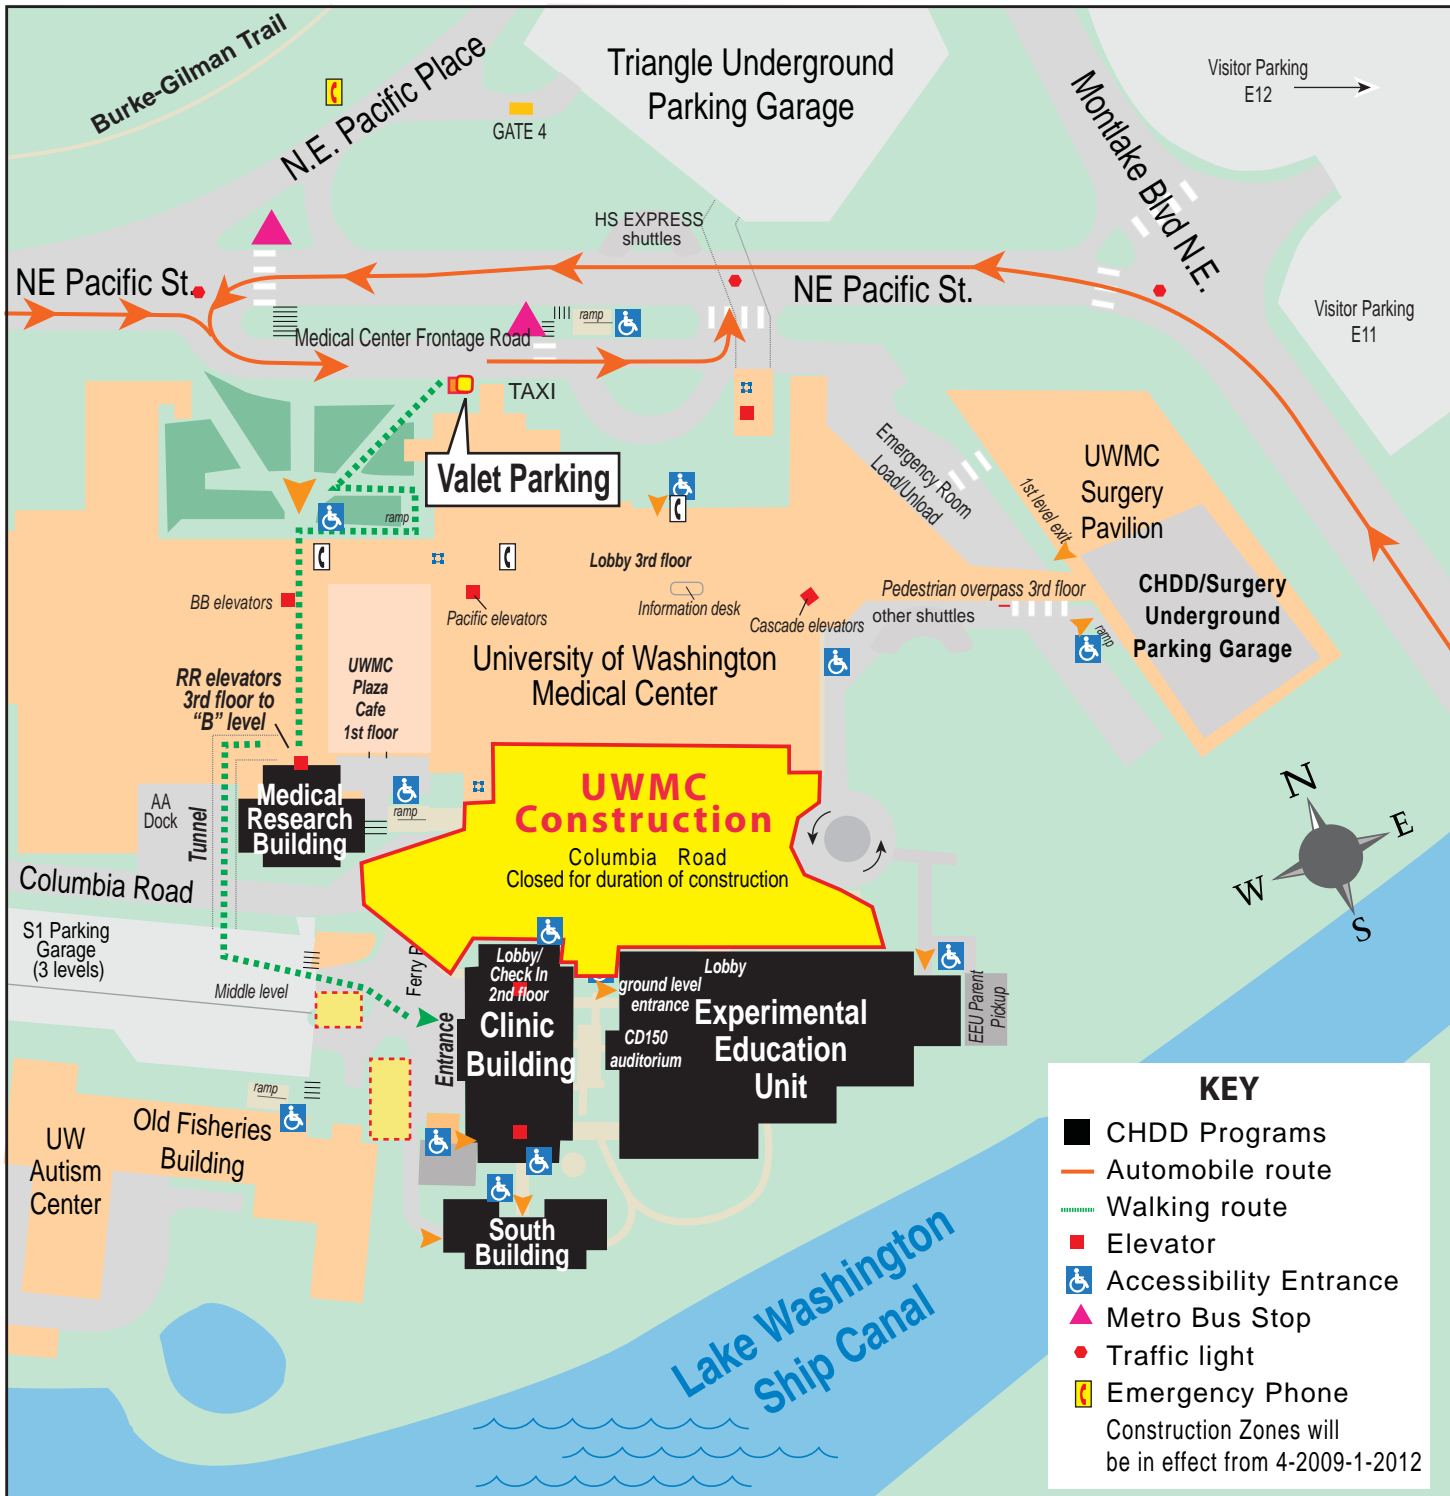 Burke-Gilman Trail
N.E. Pacific Place
GATE 4
Triangle Underground
Parking Garage
Visitor Parking
E12
Montlake Blvd N.E.
HS EXPRESS
shuttles
NE Pacific St.
NE Pacific St.
Visitor Parking
E11
ramp
Medical Center Frontage Road
TAXI
Valet Parking
Emergency Room
Load/Unload
1st level exit
UWMC
Surgery
Pavilion
ramp
Lobby 3rd floor
Pedestrian overpass 3rd floor
CHDD/Surgery
Underground
Parking Garage
BB elevators
Pacific elevators
Information desk
Cascade elevators
other shuttles
ramp
University of Washington
Medical Center
UWMC
Plaza
Cafe
1st floor
RR elevators
3rd floor to
“B” level
UWMC
Construction
Columbia Road
Closed for duration of construction
N
E
W
S
AA
Dock
Tunnel
Medical
Research
Building
ramp
Columbia Road
S1 Parking
Garage
(3 levels)
Middle level
Ferry
Entrance
Lobby/
Check In
2nd floor
Clinic
Building
Lobby
ground level
entrance
Experimental
Education
Unit
CD150
auditorium
EEU Parent
Pickup
ramp
Old Fisheries
Building
UW
Autism
Center
South
Building
Lake Washington
Ship Canal
KEY
CHDD Programs
Automobile route
Walking route
Elevator
Accessibility Entrance
Metro Bus Stop
Traffic light
Emergency Phone
Construction Zones will
be in effect from 4-2009-1-2012